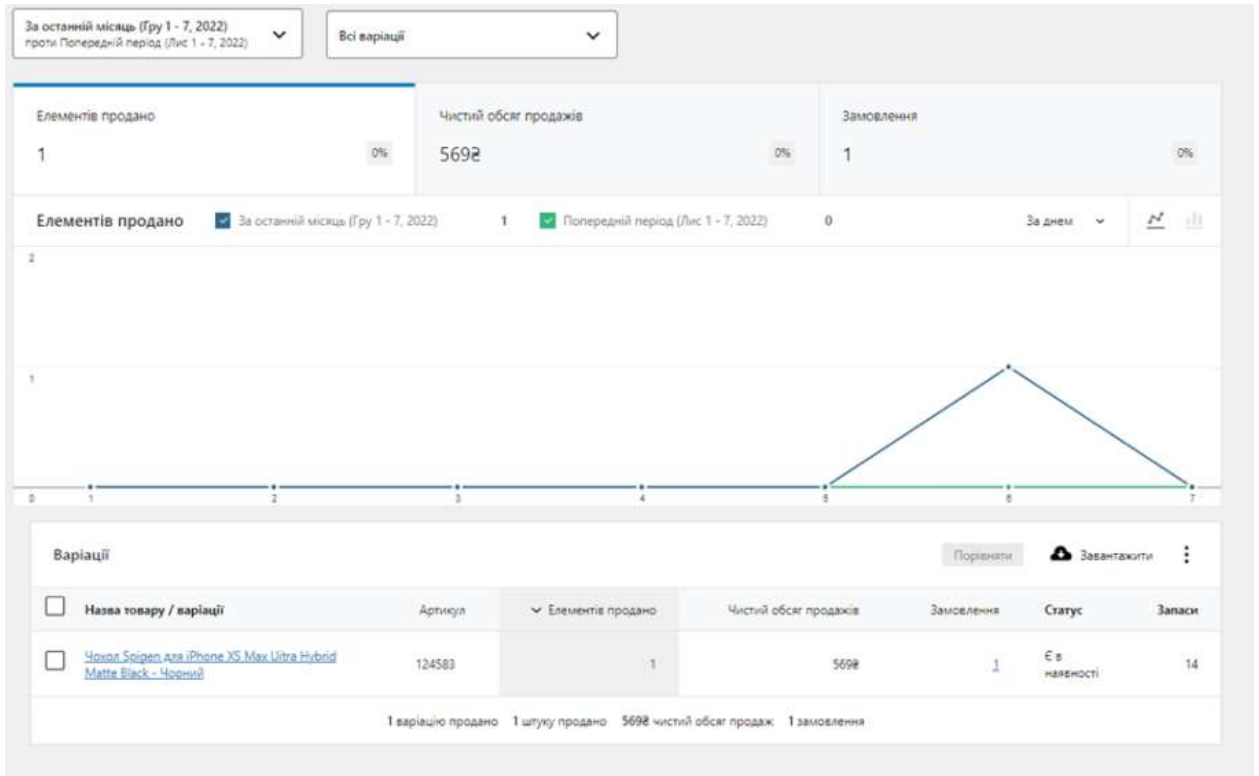 За останній місяць (Гру 1 - 7, 2022)
проти Попередній період (Лис 1 - 7, 2022)
Всі варіації
Елементів продано
1
0%
Чистий обсяг продажів
569₴
0%
Замовлення
1
0%
Елементів продано
За останній місяць (Гру 1 - 7, 2022) 1
Попередній період (Лис 1 - 7, 2022) 0
За днем
2
1
0 1 2 3 4 5 6 7
Варіації
Порівняти
Завантажити
Назва товару / варіації Артикул Елементів продано Чистий обсяг продажів Замовлення Статус Запаси
Чохол Spigen для iPhone XS Max Ultra Hybrid
Matte Black - Чорний
124583 1 569₴ 1
Є в
наявності
14
1 варіацію продано 1 штуку продано 569₴ чистий обсяг продаж 1 замовлення